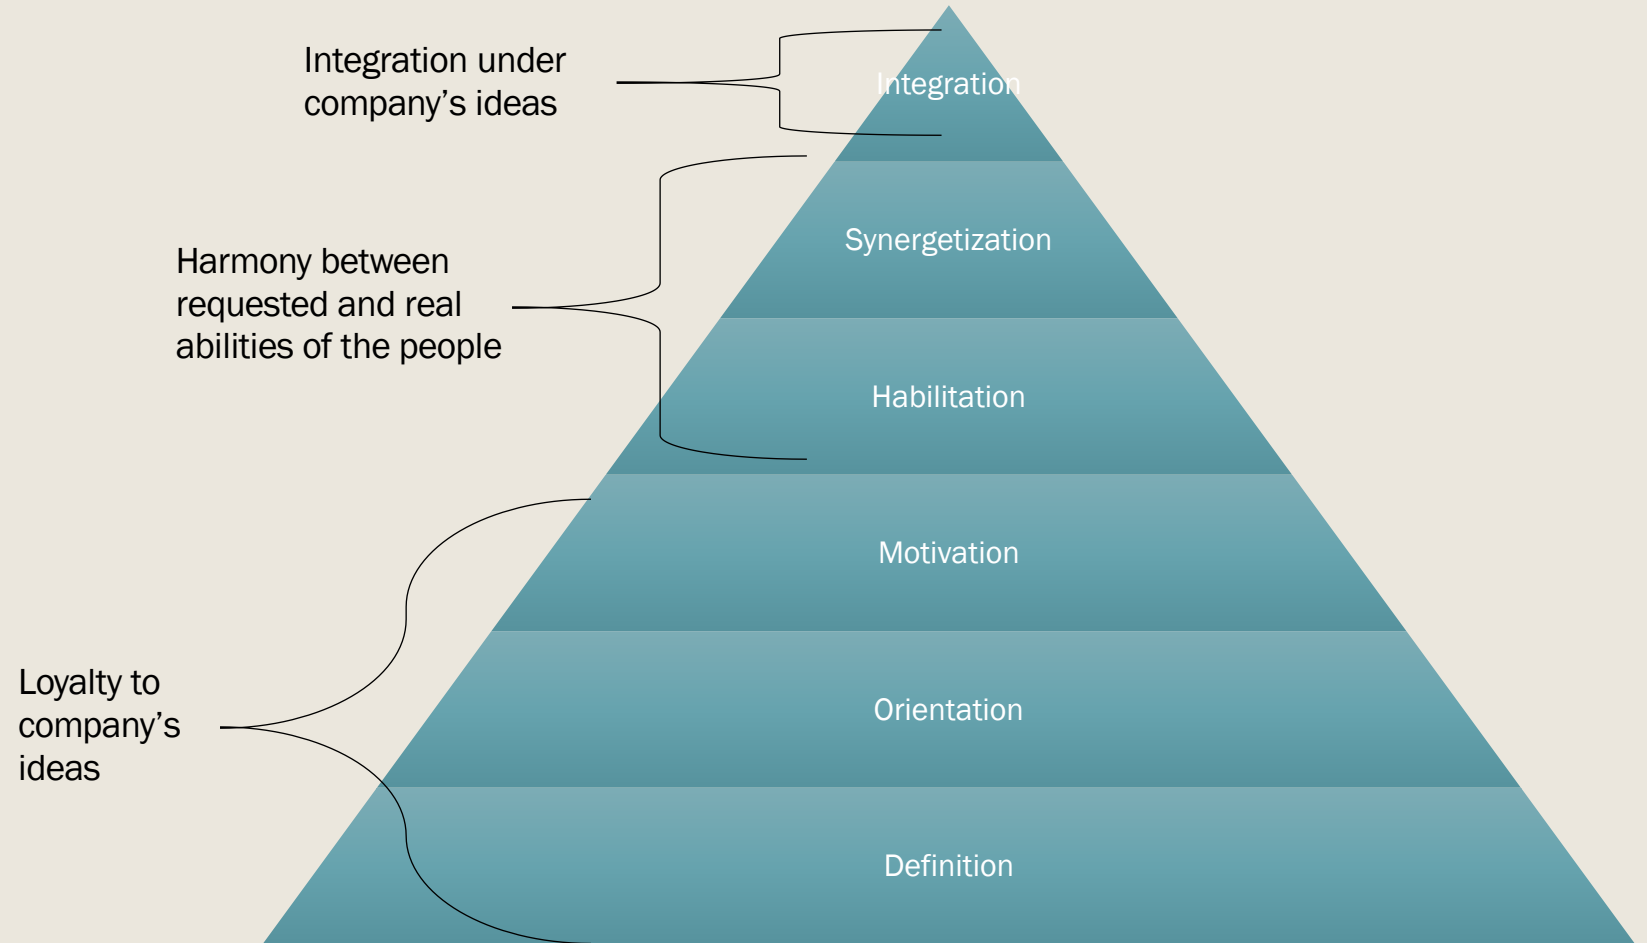 Integration under
company’s ideas
Integration
Synergetization
Harmony between
requested and real
abilities of the people
Habilitation
Motivation
Loyalty to
company’s
ideas
Orientation
Definition